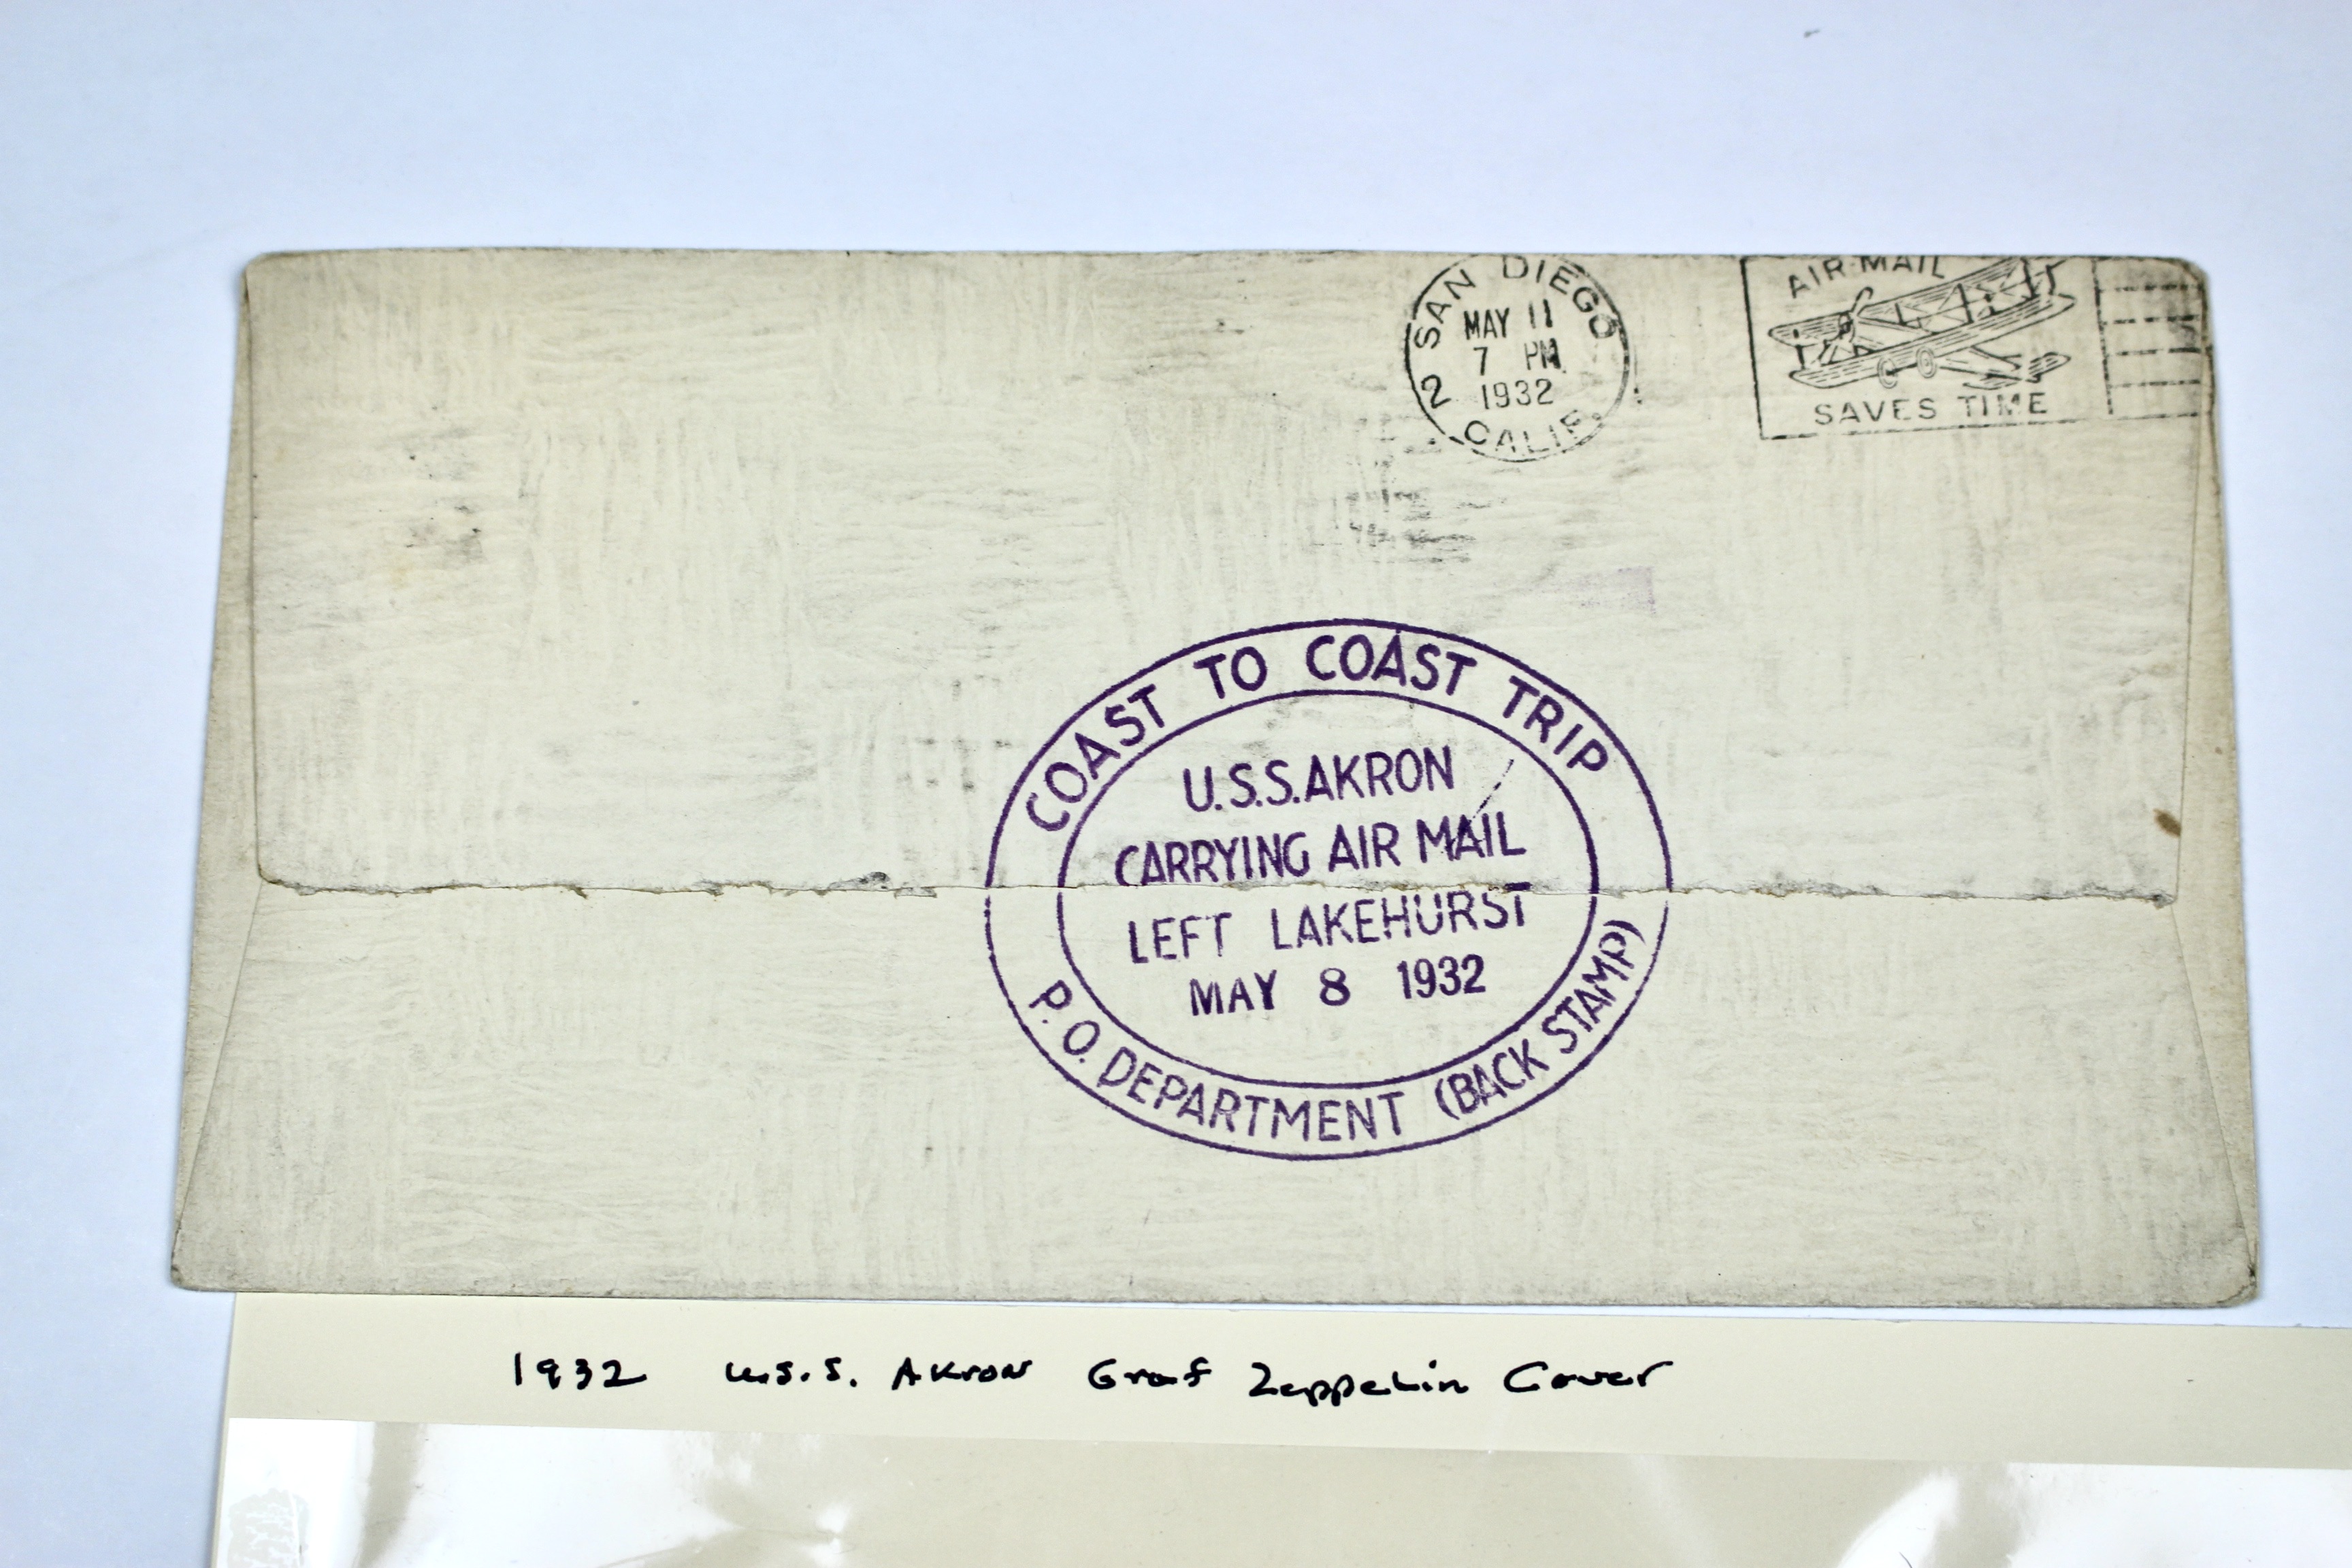 SAN DIEGO
MAY 11
7 PM
1932
2
CALIF.
AIR MAIL
SAVES TIME
COAST TO COAST TRIP
U.S.S. AKRON
CARRYING AIR MAIL
LEFT LAKEHURST
MAY 8 1932
P.O. DEPARTMENT (BACK STAMP)
1932 U.S.S. Akron Graf Zeppelin Cover